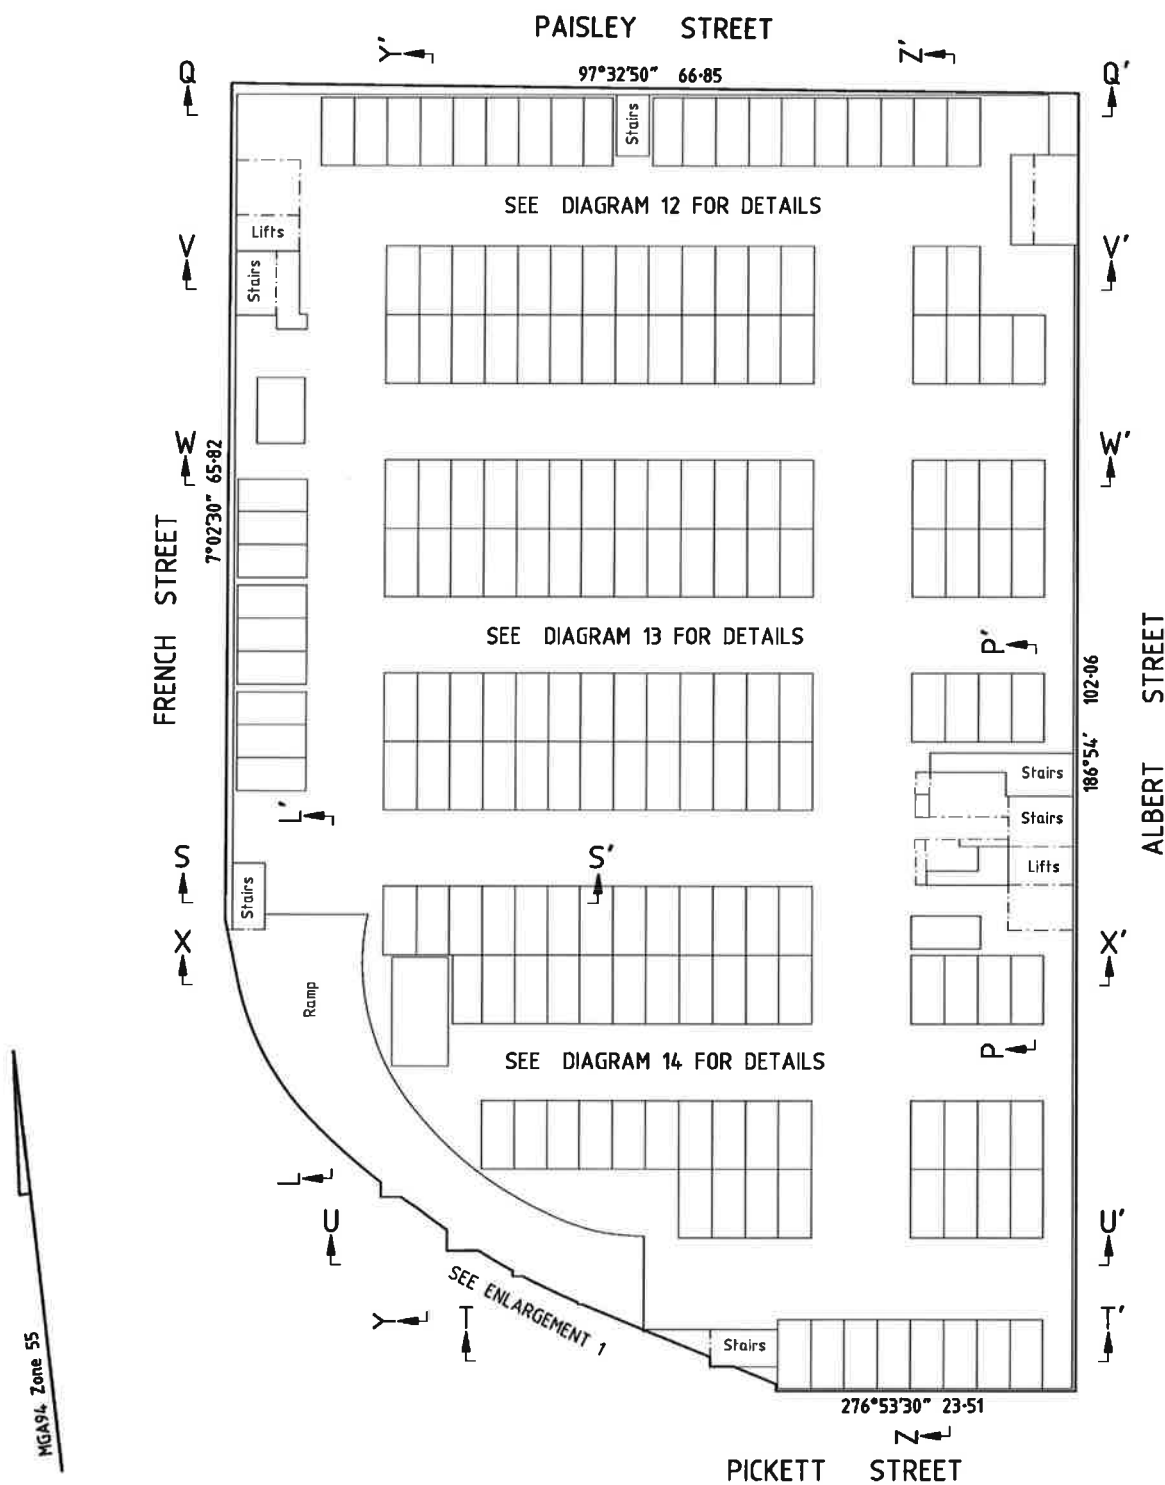 PAISLEY STREET
Y'
Z'
97°32'50" 66·85
Q
Q'
Stairs
SEE DIAGRAM 12 FOR DETAILS
Lifts
V
V'
Stairs
W
W'
7°02'30" 65·82
FRENCH STREET
SEE DIAGRAM 13 FOR DETAILS
P'
186°54' 102·06
ALBERT STREET
Stairs
L'
Stairs
S
S'
Lifts
Stairs
X
X'
Ramp
P
SEE DIAGRAM 14 FOR DETAILS
L
U
U'
SEE ENLARGEMENT 1
Y
T
T'
Stairs
MGA94 Zone 55
276°53'30" 23·51
Z
PICKETT STREET